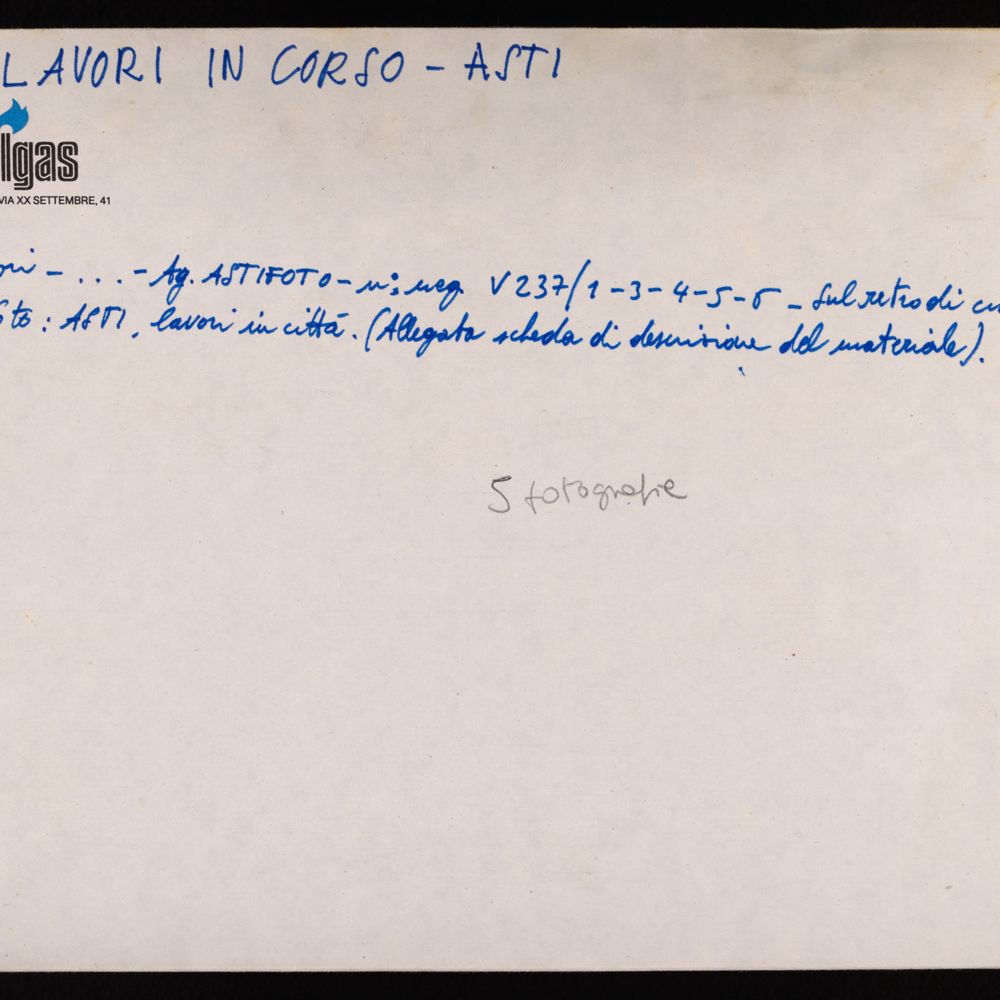 LAVORI IN CORSO - ASTI
lgas
VIA XX SETTEMBRE, 41
- ... - Ag. ASTIFOTO - n¡ neg. V 237/1-3-4-5-6 - sul retro di
: ASTI, lavori in città. (Allegata scheda di descrizione del materiale).
5 fotografie